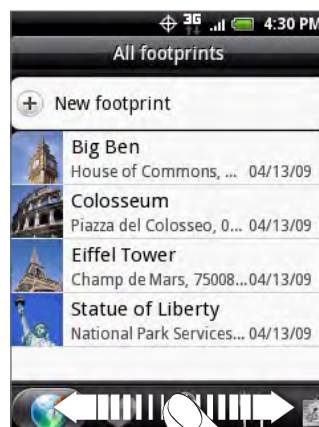 3G 4:30 PM
All footprints
New footprint
Big Ben
House of Commons, ... 04/13/09
Colosseum
Piazza del Colosseo, 0... 04/13/09
Eiffel Tower
Champ de Mars, 75008...04/13/09
Statue of Liberty
National Park Services... 04/13/09